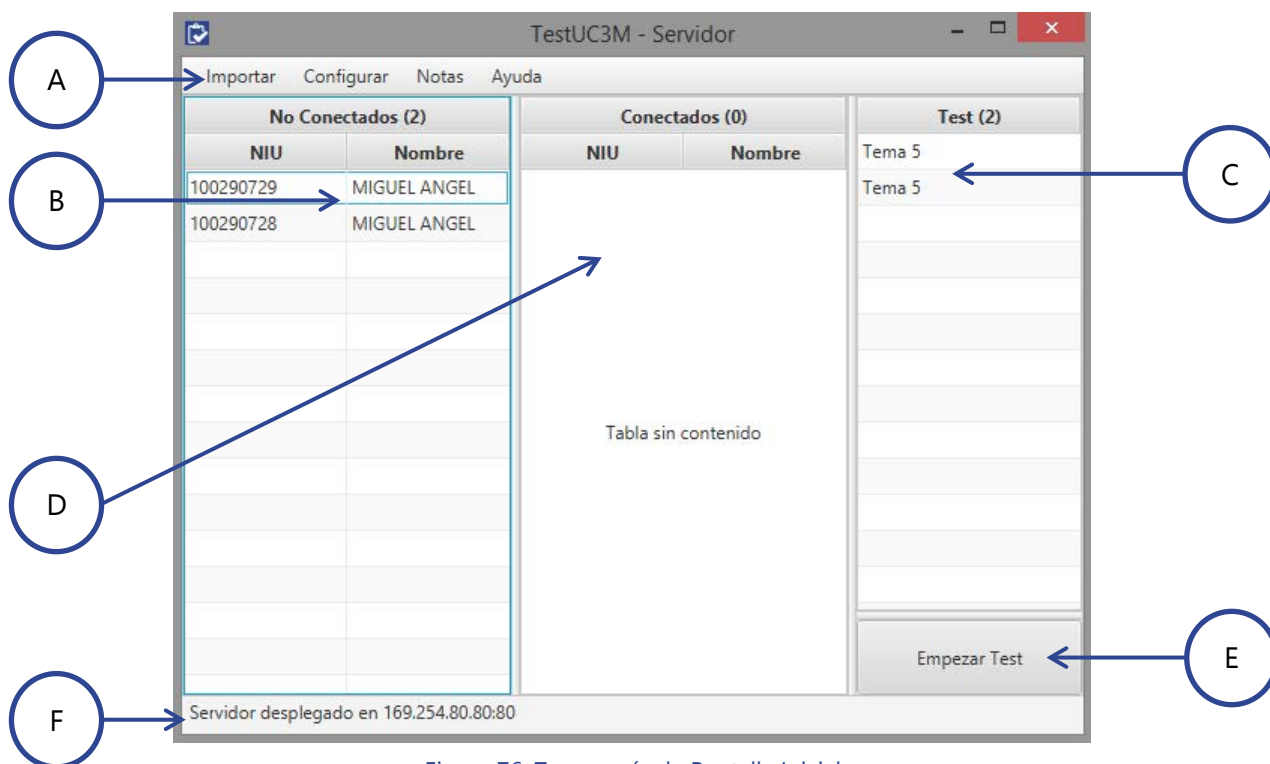 TestUC3M - Servidor
A
Importar Configurar Notas Ayuda
No Conectados (2) Conectados (0) Test (2)
NIU Nombre NIU Nombre
Tema 5
C
B
100290729 MIGUEL ANGEL
Tema 5
100290728 MIGUEL ANGEL
Tabla sin contenido
D
Empezar Test
E
F
Servidor desplegado en 169.254.80.80:80